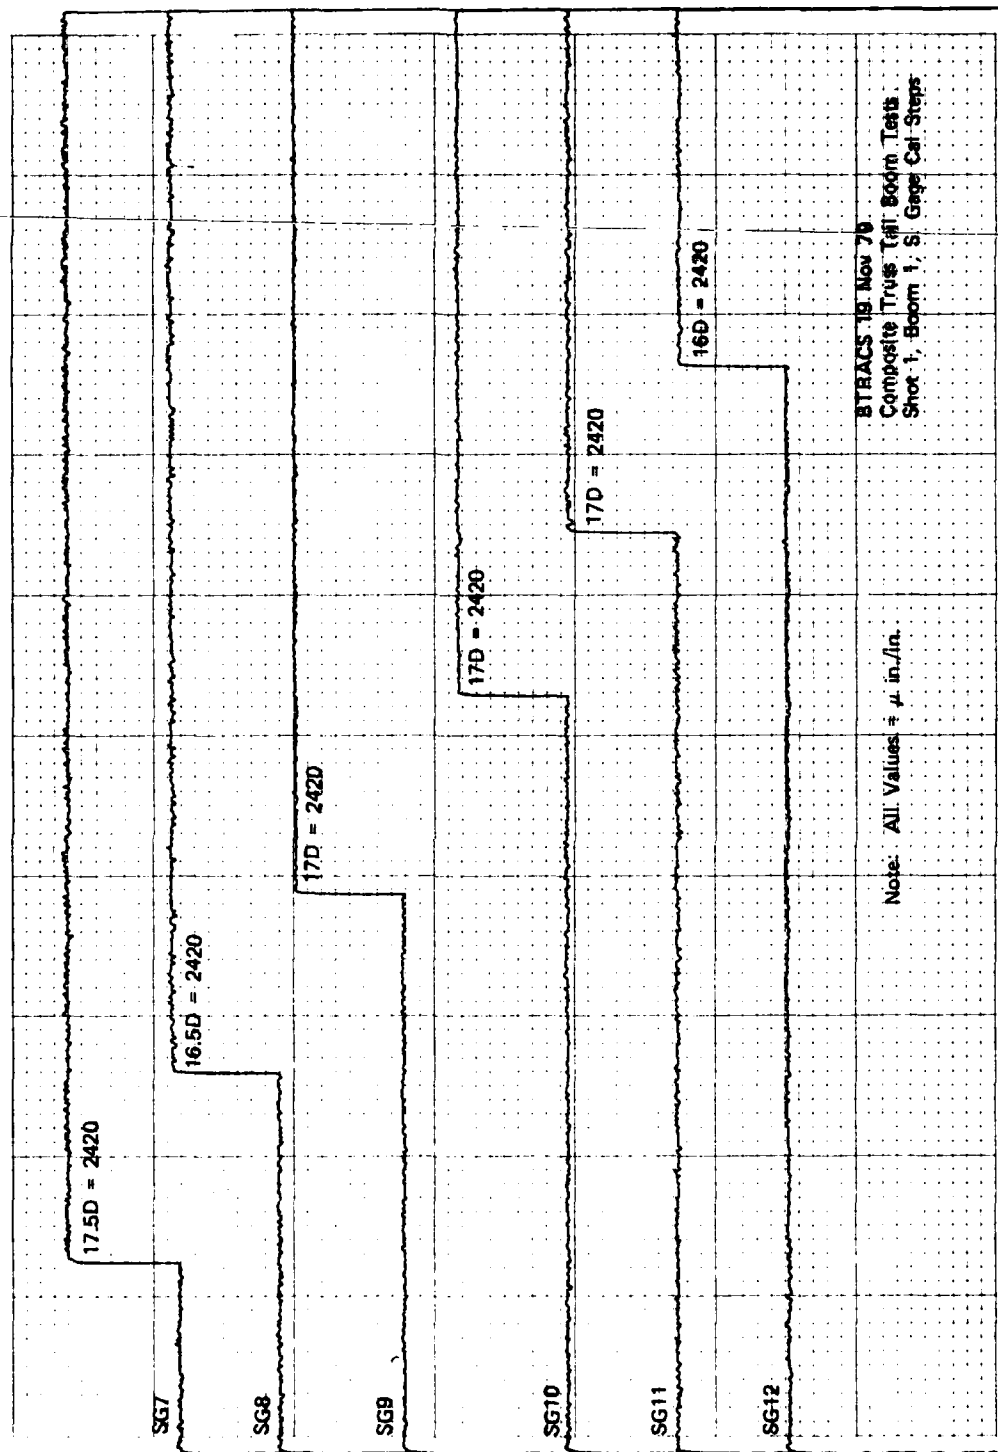 SG7
17.5D = 2420
SG8
16.5D = 2420
SG9
17D = 2420
SG10
17D = 2420
SG11
17D = 2420
SG12
16D = 2420
Note: All Values = μ in./in.
BTRACS 19 Nov 79
Composite Truss Tail Boom Tests
Shot 1, Boom 1, S. Gage Cal Steps